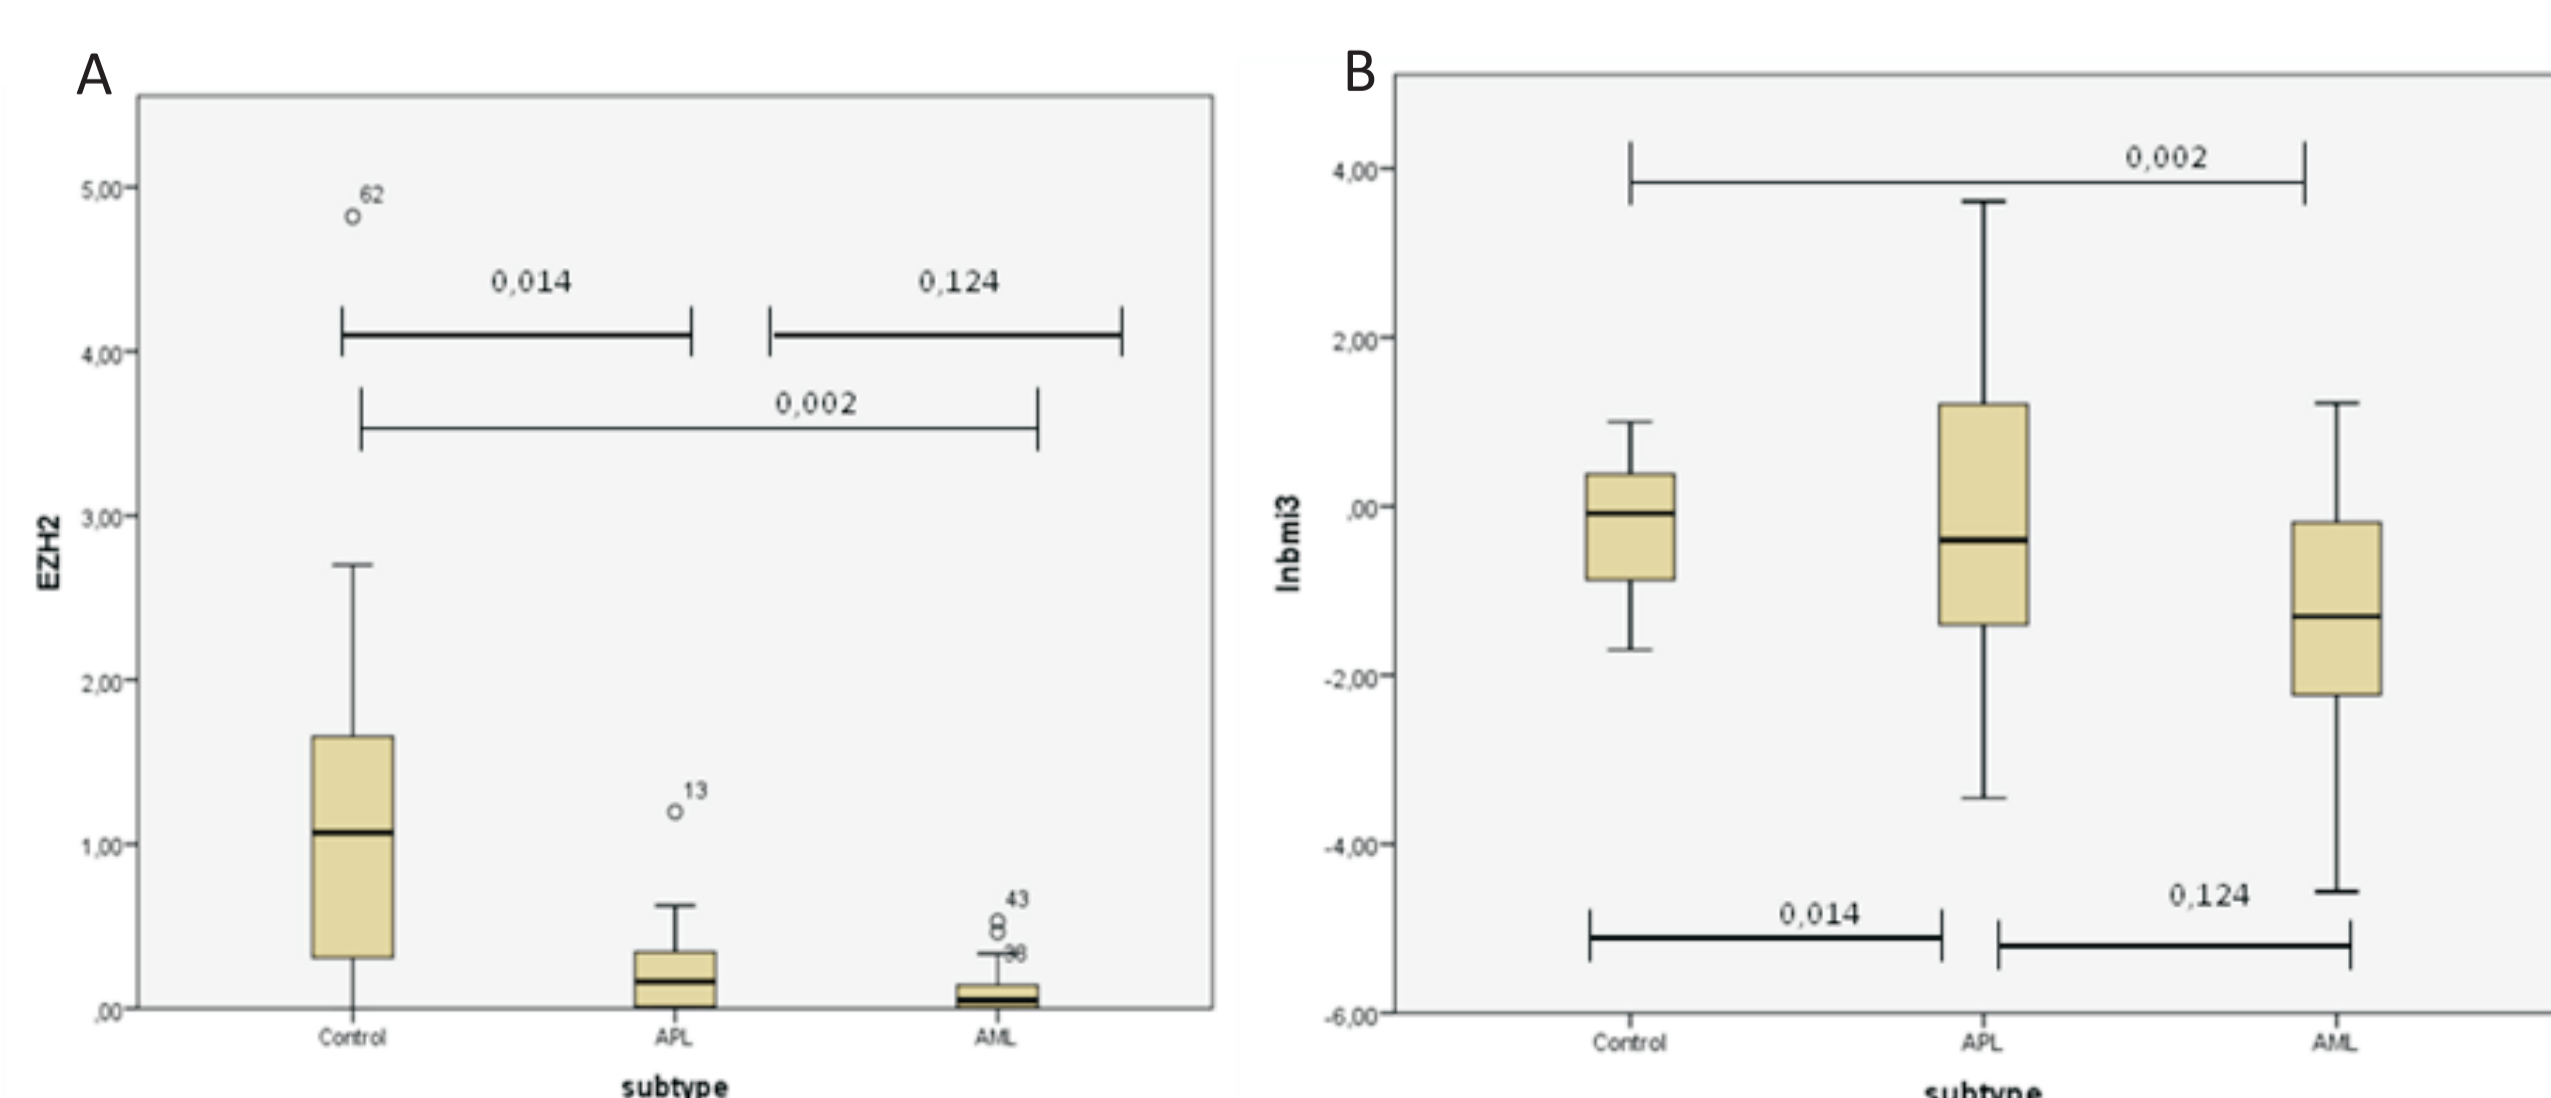 A
B
5,00
62
0,014
0,124
4,00
0,002
3,00
EZH2
2,00
13
1,00
43
38
,00
Control
APL
AML
subtype
4,00
0,002
2,00
,00
lnbmi3
-2,00
-4,00
0,014
0,124
-6,00
Control
APL
AML
subtype